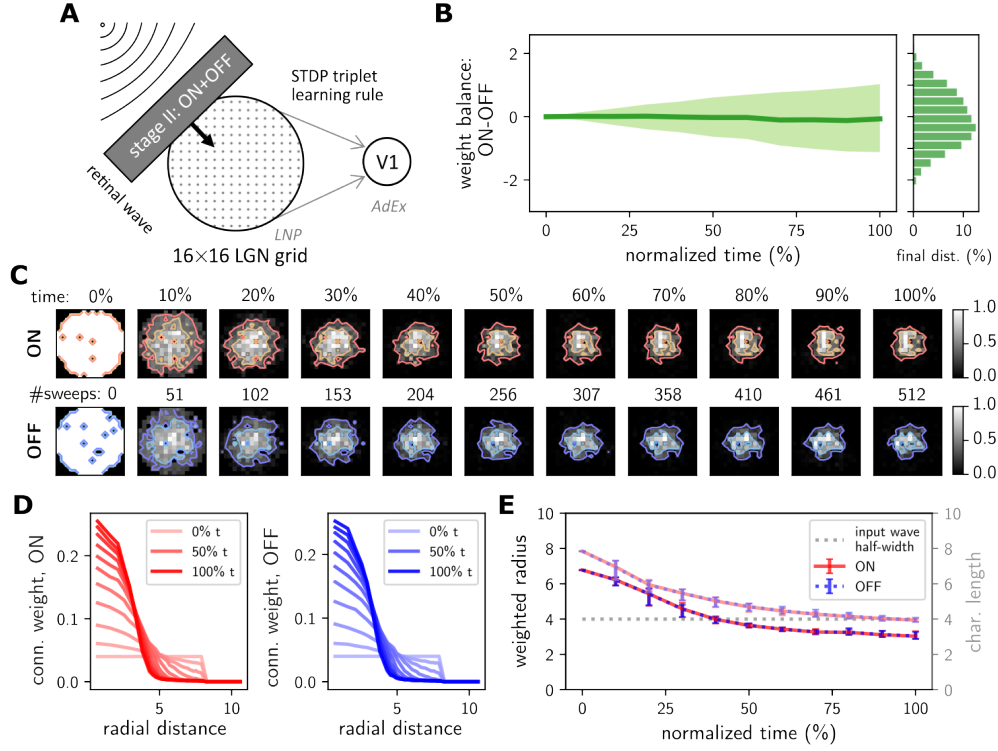 A
stage II: ON+OFF
retinal wave
STDP triplet
learning rule
V1
AdEx
LNP
16×16 LGN grid
B
weight balance:
ON-OFF
2
0
-2
0
25
50
75
100
normalized time (%)
0
10
final dist. (%)
C
time: 0% 10% 20% 30% 40% 50% 60% 70% 80% 90% 100%
ON
1.0
0.5
0.0
#sweeps: 0 51 102 153 204 256 307 358 410 461 512
OFF
1.0
0.5
0.0
D
conn. weight, ON
0.2
0.1
0.0
5
10
radial distance
0% t
50% t
100% t
conn. weight, OFF
0.2
0.1
0.0
5
10
radial distance
0% t
50% t
100% t
E
weighted radius
10
8
6
4
2
0
0
25
50
75
100
normalized time (%)
input wave
half-width
ON
OFF
10
8
6
4
2
0
char. length